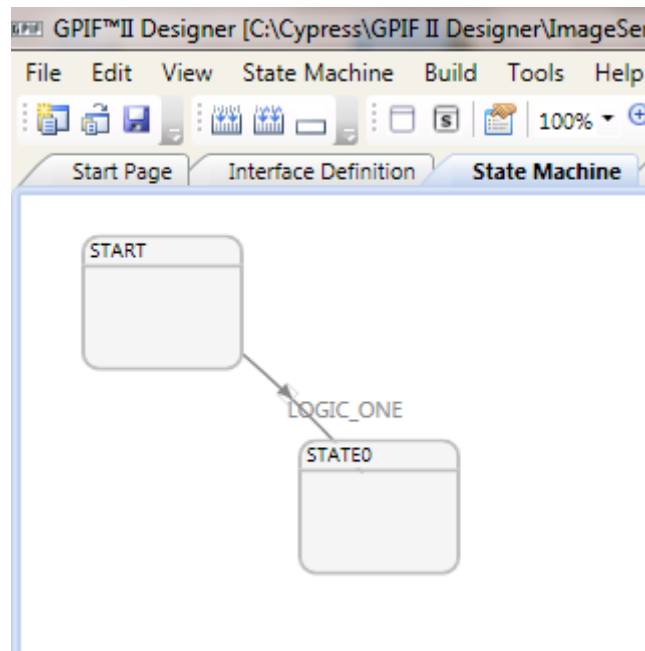 GPIF™II Designer [C:\Cypress\GPIF II Designer\ImageSer
File Edit View State Machine Build Tools Help
100%
Start Page Interface Definition State Machine
START
LOGIC_ONE
STATE0